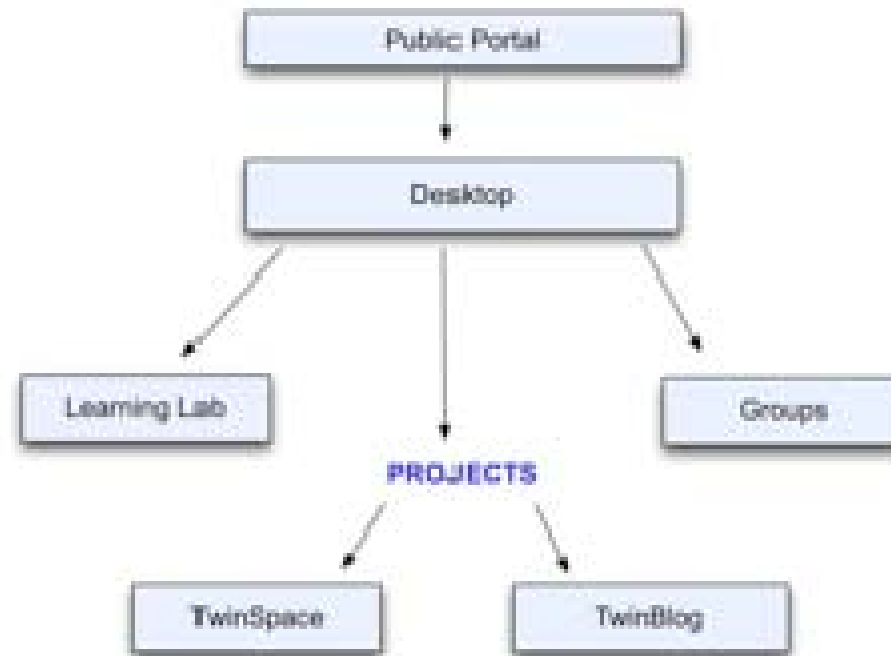 Public Portal
Desktop
Learning Lab
Groups
PROJECTS
TwinSpace
TwinBlog